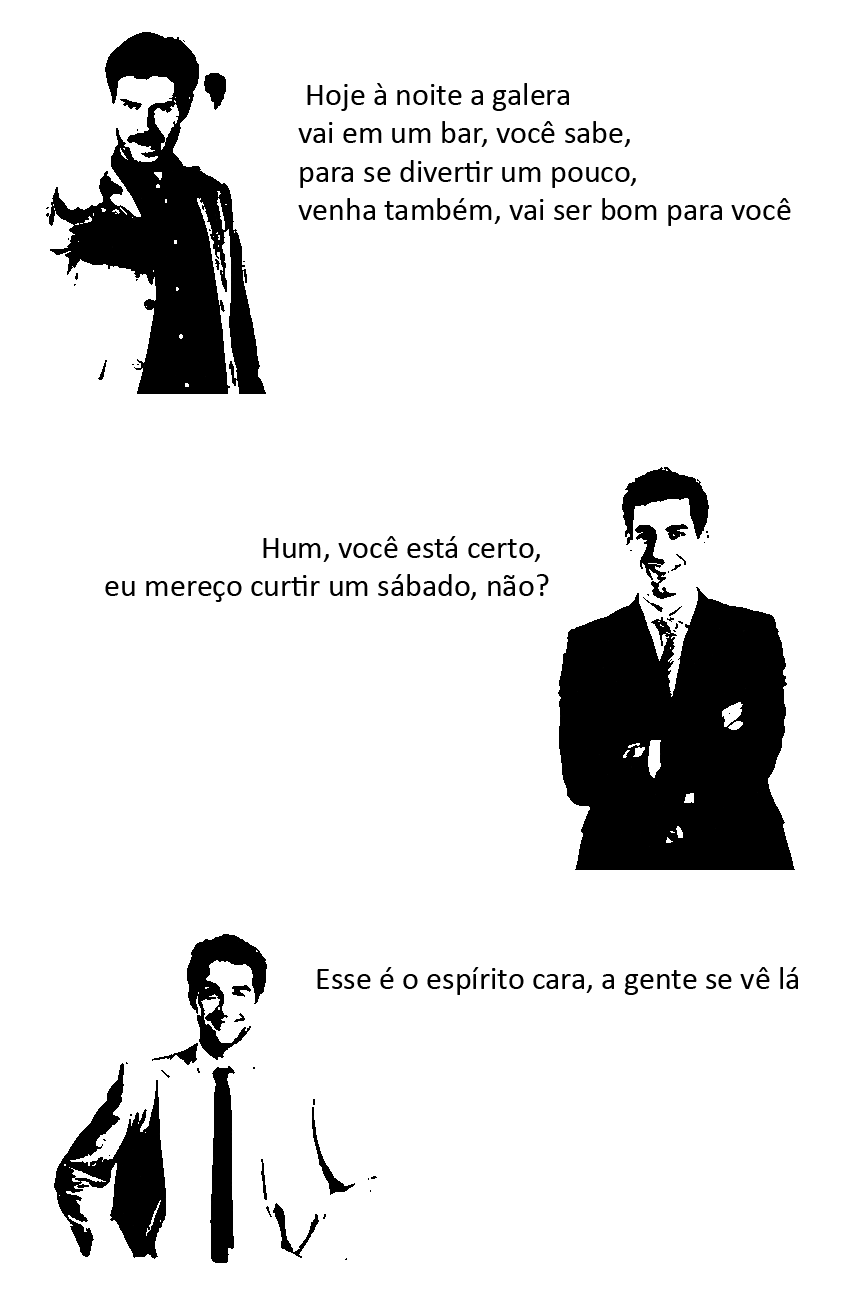 Hoje à noite a galera
vai em um bar, você sabe,
para se divertir um pouco,
venha também, vai ser bom para você
Hum, você está certo,
eu mereço curtir um sábado, não?
Esse é o espírito cara, a gente se vê lá